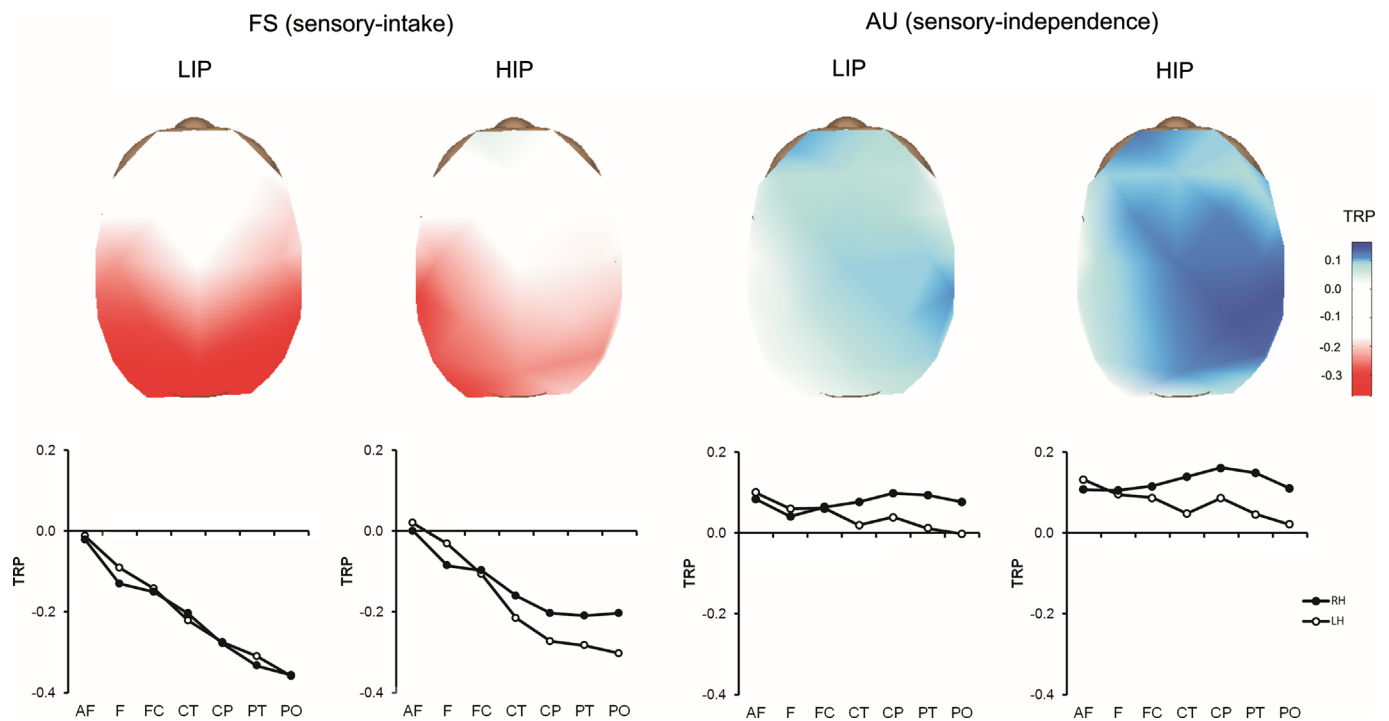 FS (sensory-intake) AU (sensory-independence)
LIP HIP LIP HIP
TRP
0.1
0.0
-0.1
-0.2
-0.3
0.2 0.2 0.2 0.2
0.0 0.0 0.0 0.0
-0.2 -0.2 -0.2 -0.2
-0.4 -0.4 -0.4 -0.4
TRP TRP TRP TRP
RH
LH
AF F FC CT CP PT PO AF F FC CT CP PT PO AF F FC CT CP PT PO AF F FC CT CP PT PO